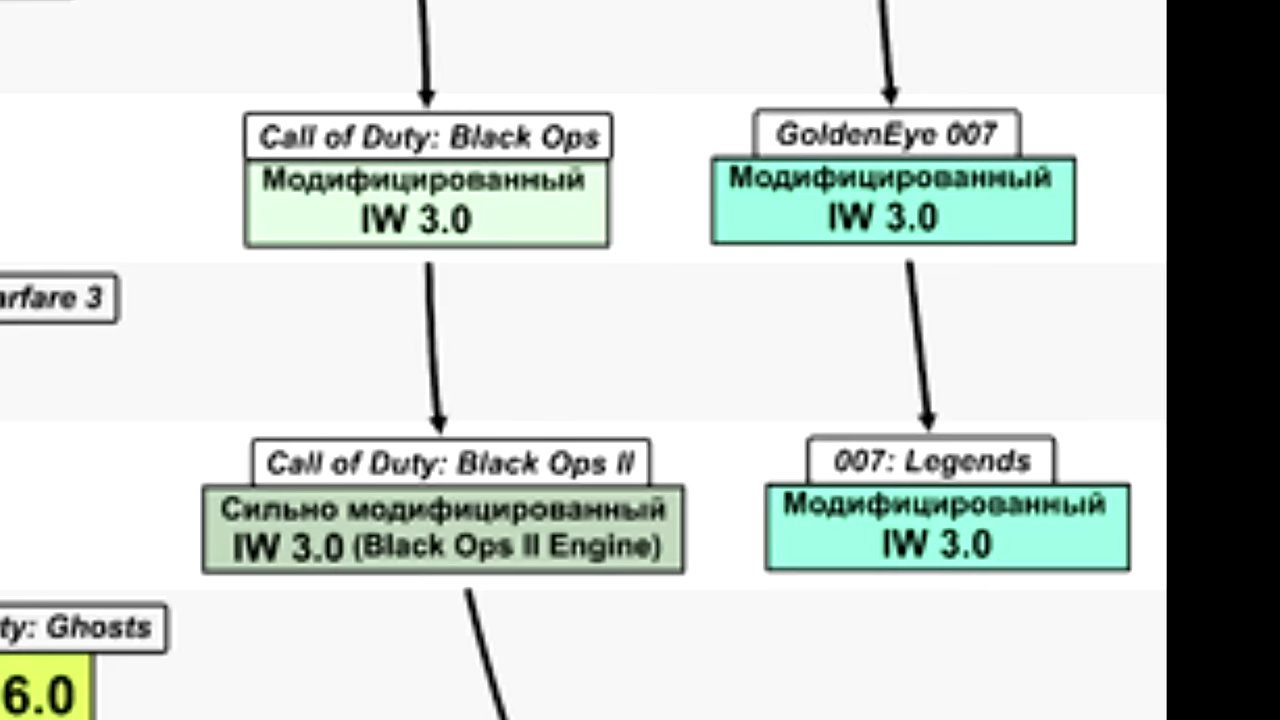 Call of Duty: Black Ops
Модифицированный
IW 3.0
GoldenEye 007
Модифицированный
IW 3.0
arfare 3
Call of Duty: Black Ops II
Сильно модифицированный
IW 3.0 (Black Ops II Engine)
007: Legends
Модифицированный
IW 3.0
ty: Ghosts
6.0